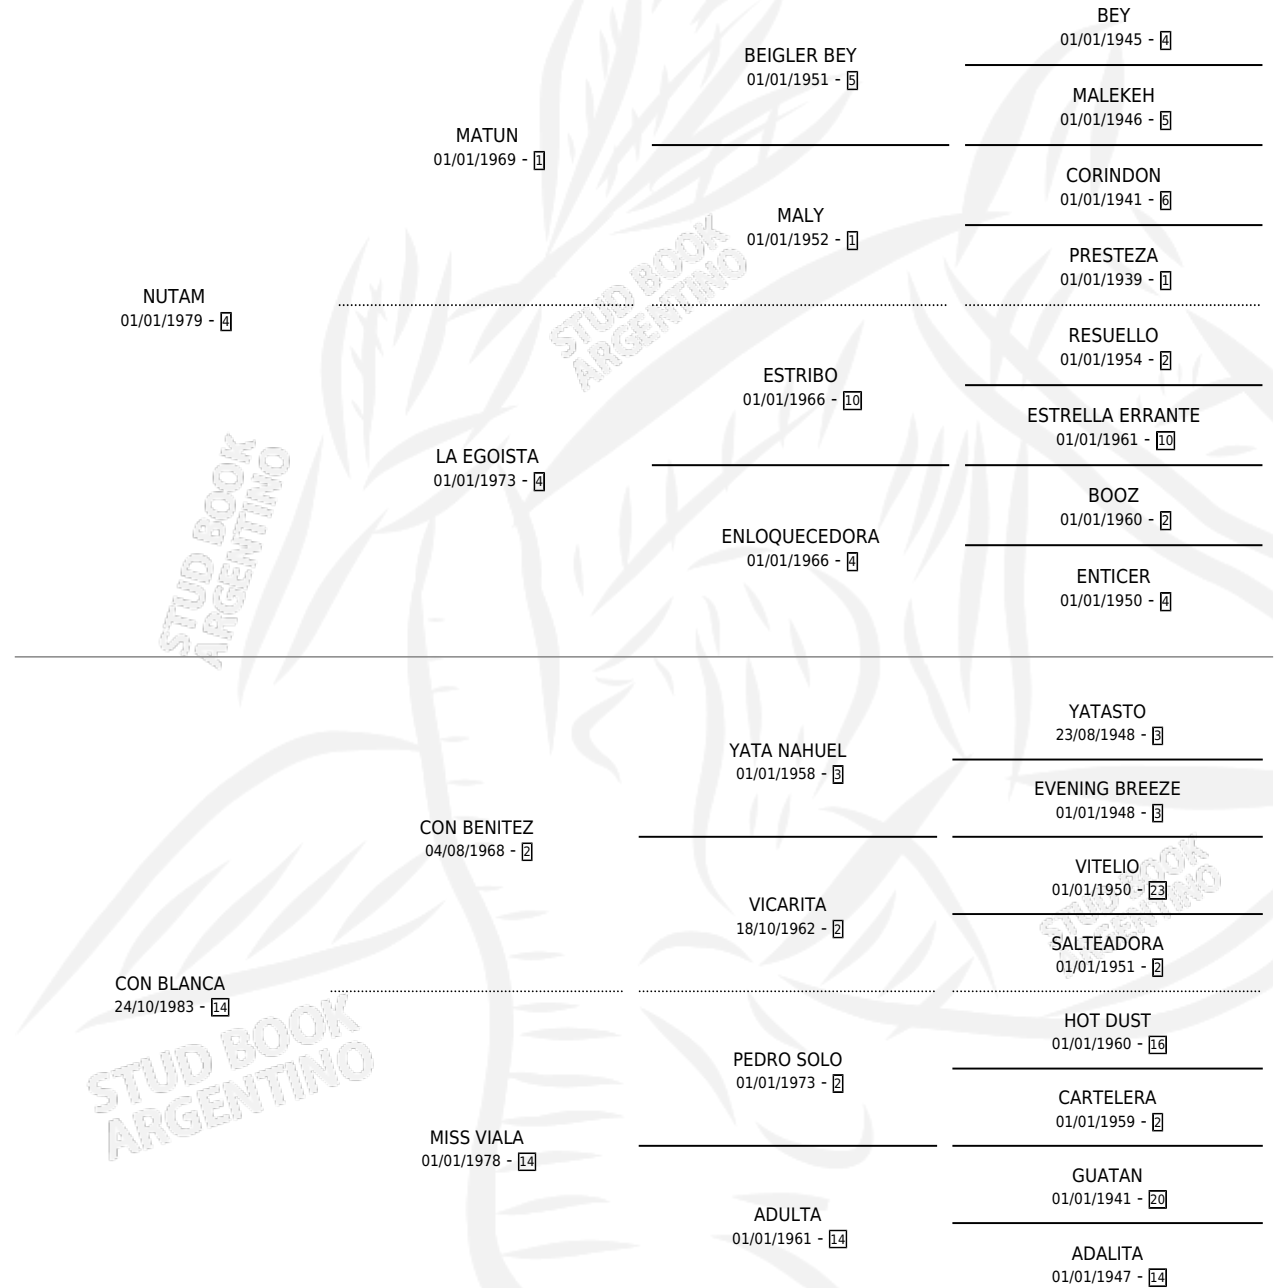 BEY
01/01/1945 - 4
BEIGLER BEY
01/01/1951 - 5
MALEKEH
01/01/1946 - 5
MATUN
01/01/1969 - 1
CORINDON
01/01/1941 - 6
MALY
01/01/1952 - 1
PRESTEZA
01/01/1939 - 1
STUD BOOK
ARGENTINO
NUTAM
01/01/1979 - 4
RESUELLO
01/01/1954 - 2
ESTRIBO
01/01/1966 - 10
ESTRELLA ERRANTE
01/01/1961 - 10
LA EGOISTA
01/01/1973 - 4
BOOZ
01/01/1960 - 2
ENLOQUECEDORA
01/01/1966 - 4
ENTICER
01/01/1950 - 4
STUD BOOK
ARGENTINO
YATASTO
23/08/1948 - 3
YATA NAHUEL
01/01/1958 - 3
EVENING BREEZE
01/01/1948 - 3
CON BENITEZ
04/08/1968 - 2
VITELIO
01/01/1950 - 23
VICARITA
18/10/1962 - 2
SALTEADORA
01/01/1951 - 2
STUD BOOK
ARGENTINO
CON BLANCA
24/10/1983 - 14
HOT DUST
01/01/1960 - 16
PEDRO SOLO
01/01/1973 - 2
CARTELERA
01/01/1959 - 2
STUD BOOK
ARGENTINO
MISS VIALA
01/01/1978 - 14
GUATAN
01/01/1941 - 20
ADULTA
01/01/1961 - 14
ADALITA
01/01/1947 - 14